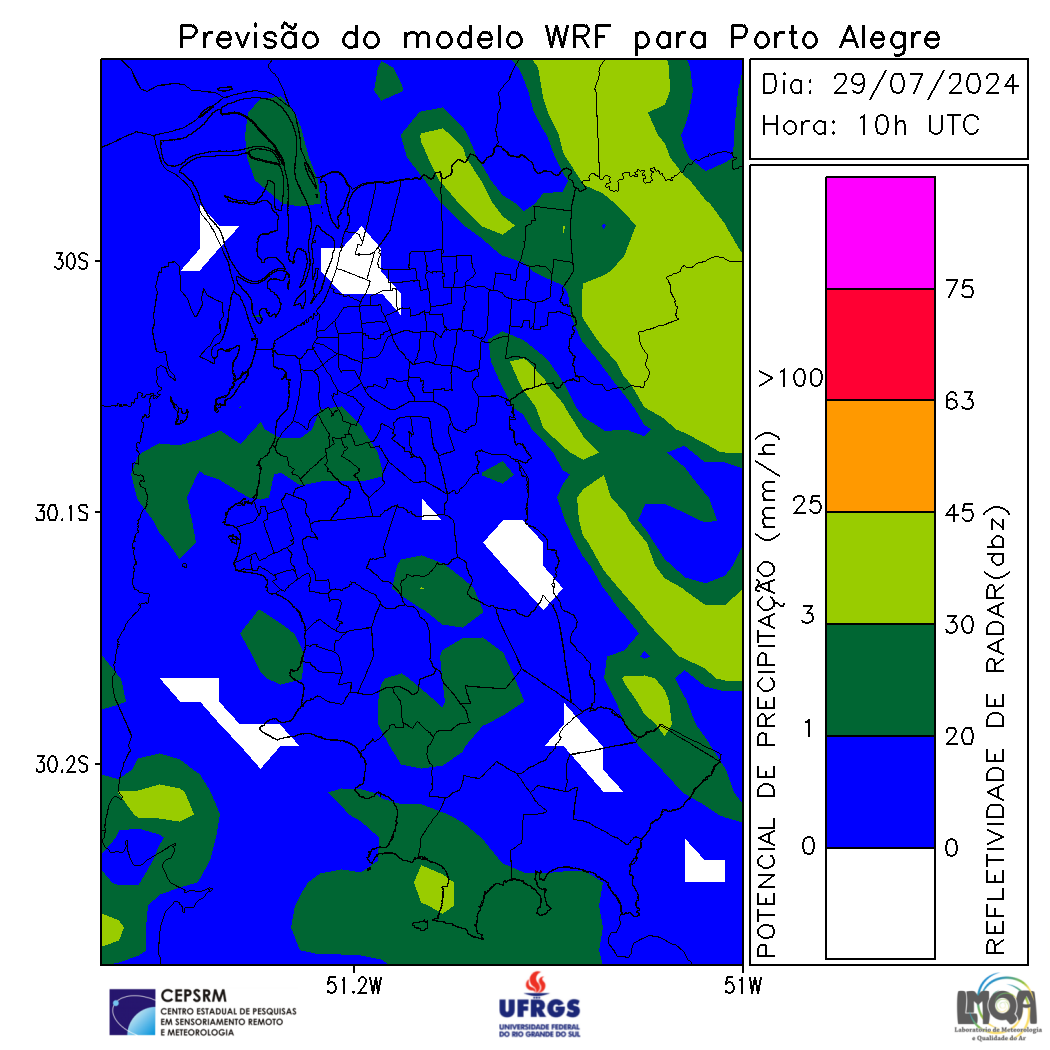 Previsão do modelo WRF para Porto Alegre
Dia: 29/07/2024
Hora: 10h UTC
30S
30.1S
30.2S
51.2W
51W
POTENCIAL DE PRECIPITAÇÃO (mm/h)
>100
25
3
1
0
75
63
45
30
20
0
REFLETIVIDADE DE RADAR(dbz)
CEPSRM
CENTRO ESTADUAL DE PESQUISAS
EM SENSORIAMENTO REMOTO
E METEOROLOGIA
UFRGS
UNIVERSIDADE FEDERAL
DO RIO GRANDE DO SUL
LMQA
Laboratório de Meteorologia
e Qualidade do Ar